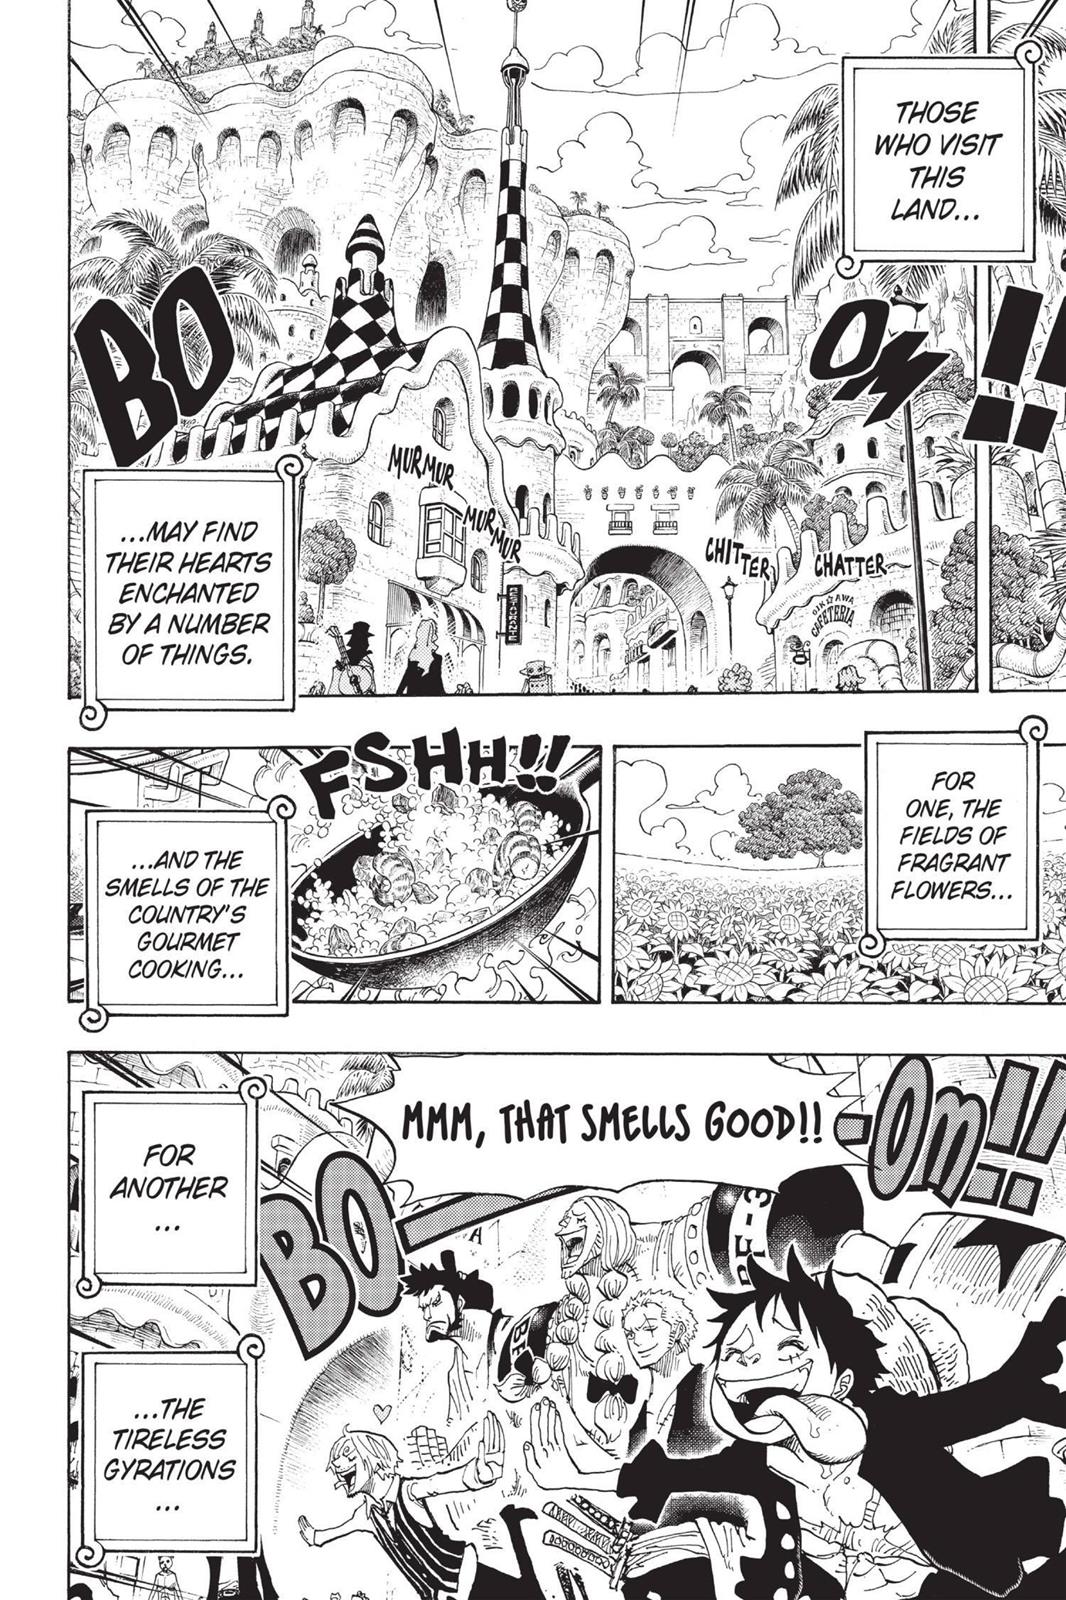 THOSE
WHO VISIT
THIS
LAND...
BO
OM
!!
MURMUR
MURMUR
CHITTER
CHATTER
RESTAURANTE
CAFETERIA
...MAY FIND
THEIR HEARTS
ENCHANTED
BY A NUMBER
OF THINGS.
FOR
ONE, THE
FIELDS OF
FRAGRANT
FLOWERS...
FSHH!!
...AND THE
SMELLS OF THE
COUNTRY'S
GOURMET
COOKING...
MMM, THAT SMELLS GOOD!!
BO—
-OM!!
BF-3
FOR
ANOTHER
...
...THE
TIRELESS
GYRATIONS
...